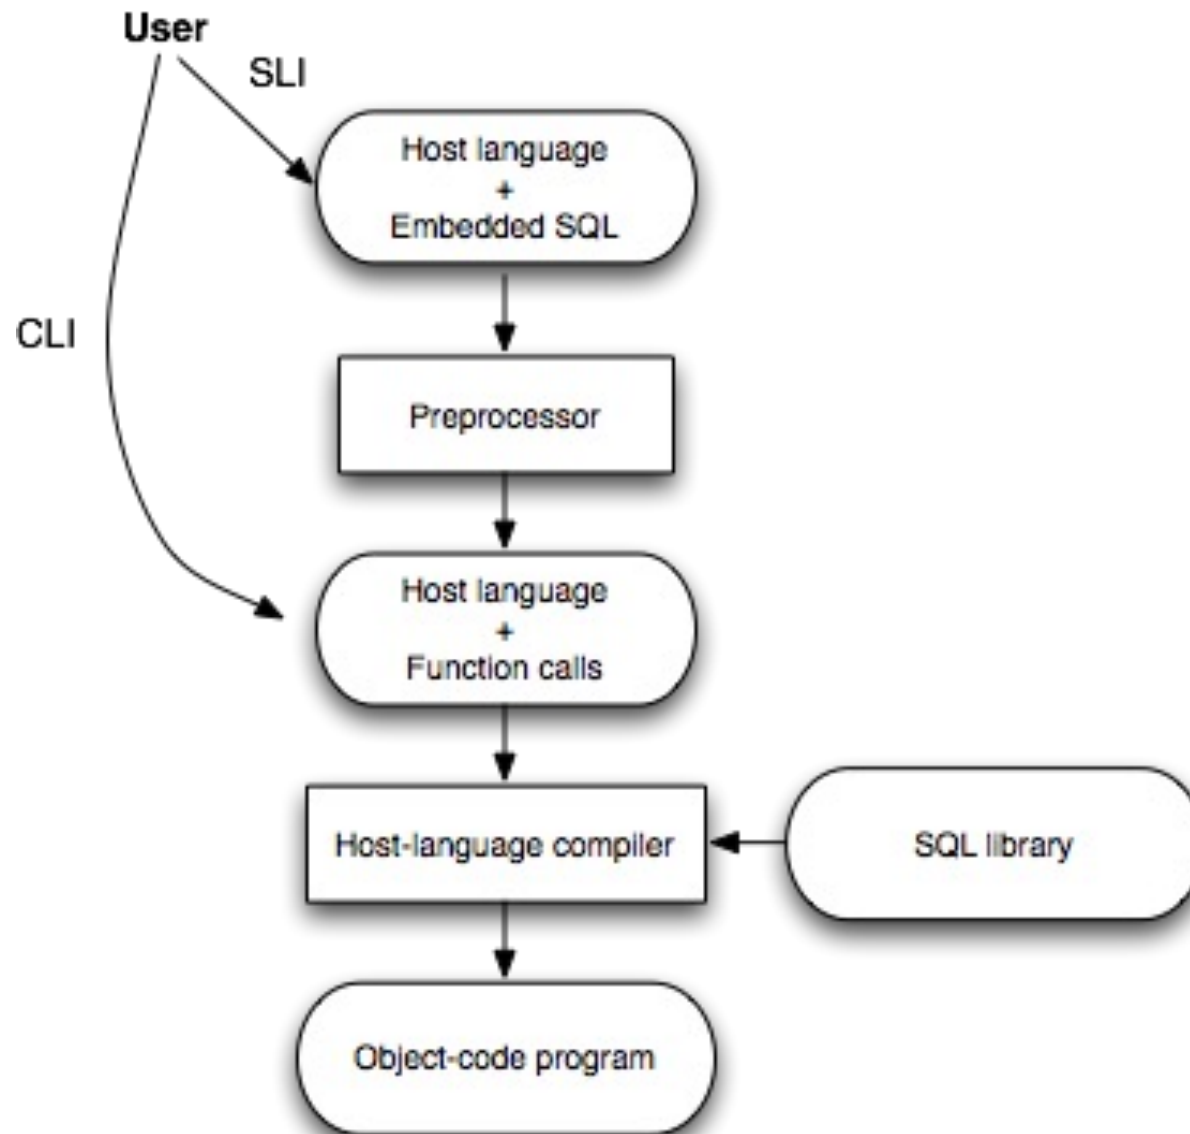 User
SLI
Host language
+
Embedded SQL
CLI
Preprocessor
Host language
+
Function calls
Host-language compiler
SQL library
Object-code program